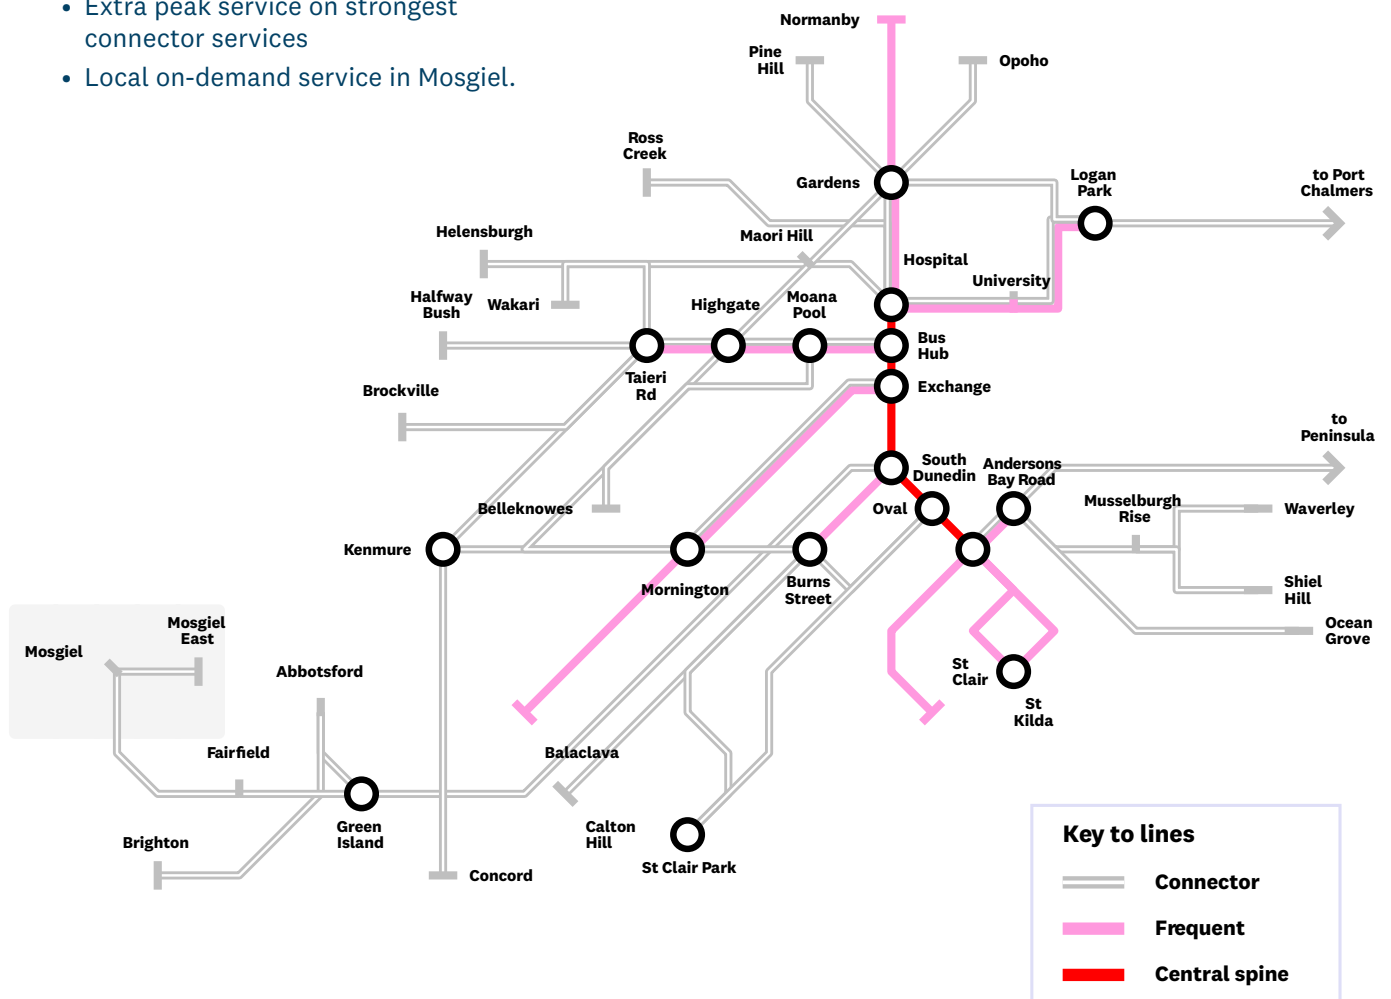 • Extra peak service on strongest
connector services
• Local on-demand service in Mosgiel.
Normanby
Pine
Hill
Opoho
Ross
Creek
Gardens
Logan
Park
to Port
Chalmers
Helensburgh
Maori Hill
Hospital
University
Halfway
Bush
Wakari
Highgate
Moana
Pool
Bus
Hub
Taieri
Rd
Exchange
Brockville
to
Peninsula
South
Dunedin
Andersons
Bay Road
Belleknowes
Oval
Musselburgh
Rise
Waverley
Kenmure
Mornington
Burns
Street
Shiel
Hill
Ocean
Grove
Mosgiel
Mosgiel
East
Abbotsford
St
Clair
St
Kilda
Fairfield
Balaclava
Green
Island
Calton
Hill
Brighton
Concord
St Clair Park
Key to lines
Connector
Frequent
Central spine